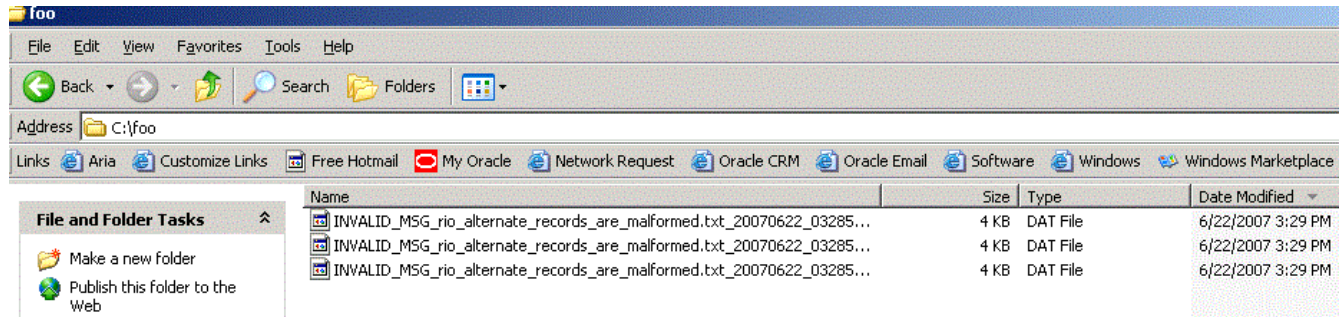 foo
File Edit View Favorites Tools Help
Back Search Folders
Address C:\foo
Links Aria Customize Links Free Hotmail My Oracle Network Request Oracle CRM Oracle Email Software Windows Windows Marketplace
Name Size Type Date Modified
File and Folder Tasks
INVALID_MSG_rio_alternate_records_are_malformed.txt_20070622_03285... 4 KB DAT File 6/22/2007 3:29 PM
INVALID_MSG_rio_alternate_records_are_malformed.txt_20070622_03285... 4 KB DAT File 6/22/2007 3:29 PM
INVALID_MSG_rio_alternate_records_are_malformed.txt_20070622_03285... 4 KB DAT File 6/22/2007 3:29 PM
Make a new folder
Publish this folder to the
Web